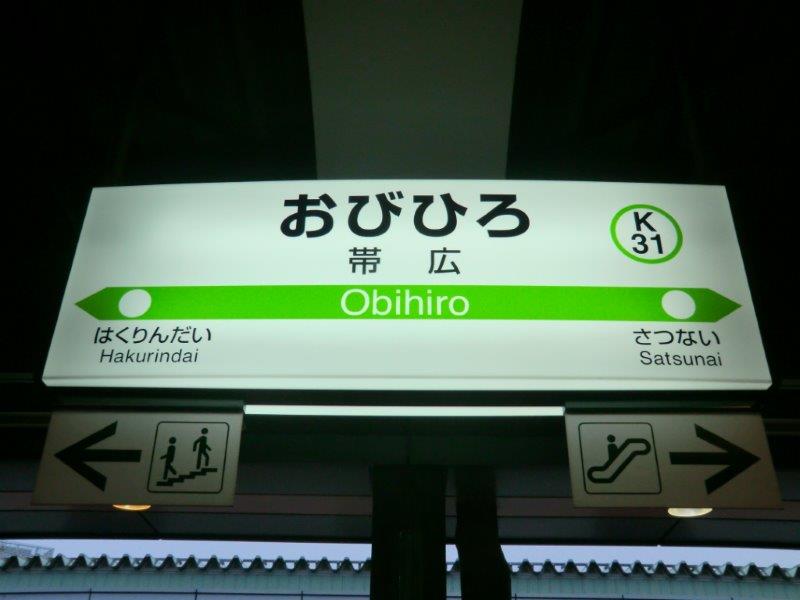 おびひろ
K
31
帯広
Obihiro
はくりんだい
Hakurindai
さつない
Satsunai